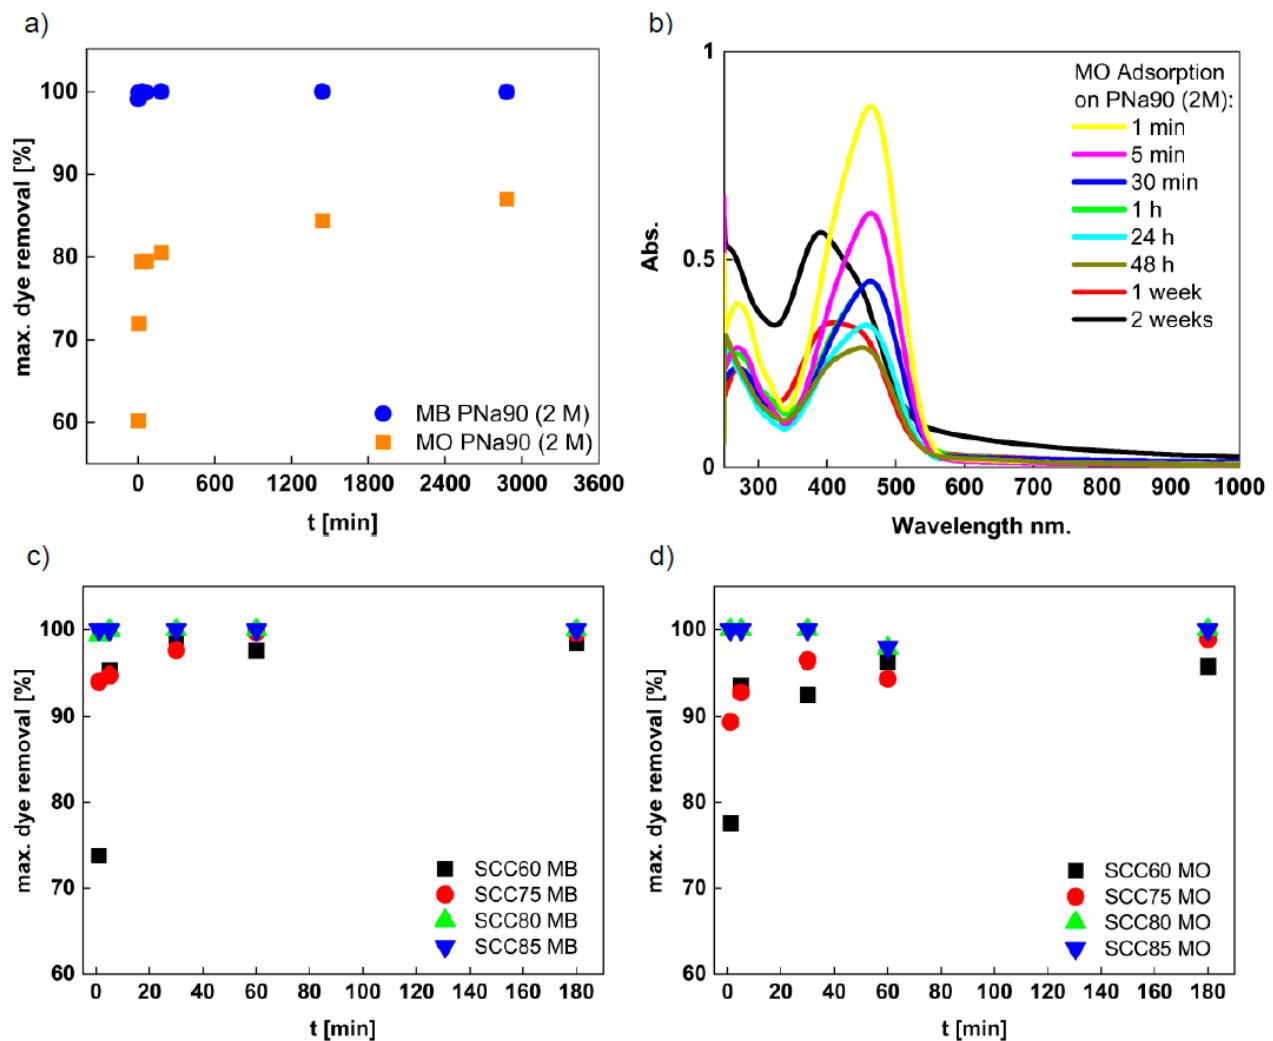 a)
max. dye removal [%]
100
90
80
70
60
MB PNa90 (2 M)
MO PNa90 (2 M)
0 600 1200 1800 2400 3000 3600
t [min]
b)
Abs.
1
0.5
0
MO Adsorption
on PNa90 (2M):
1 min
5 min
30 min
1 h
24 h
48 h
1 week
2 weeks
300 400 500 600 700 800 900 1000
Wavelength nm.
c)
max. dye removal [%]
100
90
80
70
60
SCC60 MB
SCC75 MB
SCC80 MB
SCC85 MB
0 20 40 60 80 100 120 140 160 180
t [min]
d)
max. dye removal [%]
100
90
80
70
60
SCC60 MO
SCC75 MO
SCC80 MO
SCC85 MO
0 20 40 60 80 100 120 140 160 180
t [min]